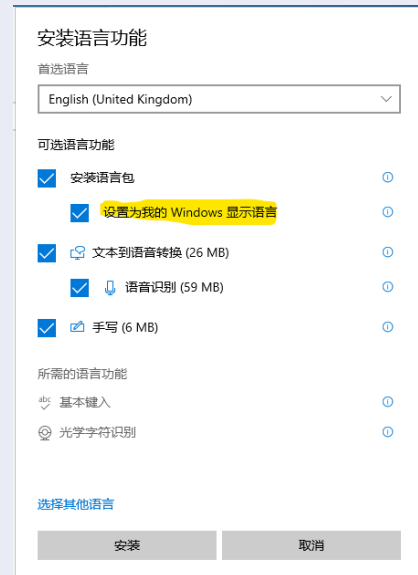 安装语言功能
首选语言
English (United Kingdom)
可选语言功能
安装语言包
设置为我的 Windows 显示语言
文本到语音转换 (26 MB)
语音识别 (59 MB)
手写 (6 MB)
所需的语言功能
abc 基本键入
光学字符识别
选择其他语言
安装 取消